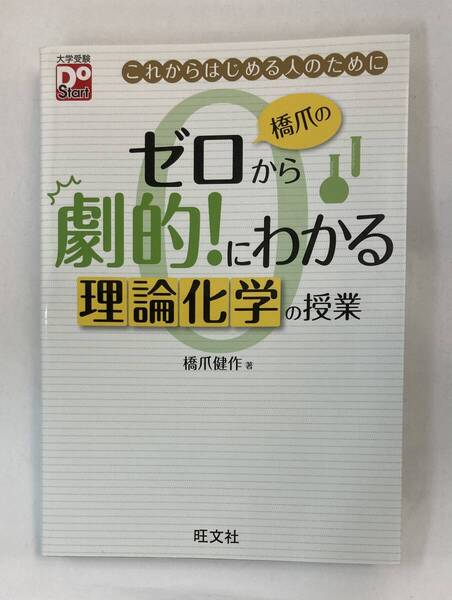 大学受験
Do
Start
これからはじめる人のために
橋爪の
0
ゼロから
劇的!にわかる
理論化学の授業
橋爪健作 著
旺文社